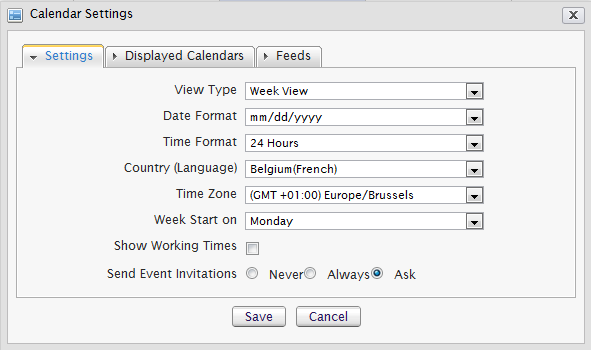 Calendar Settings
Settings Displayed Calendars Feeds
View Type Week View
Date Format mm/dd/yyyy
Time Format 24 Hours
Country (Language) Belgium(French)
Time Zone (GMT +01:00) Europe/Brussels
Week Start on Monday
Show Working Times
Send Event Invitations Never Always Ask
Save Cancel